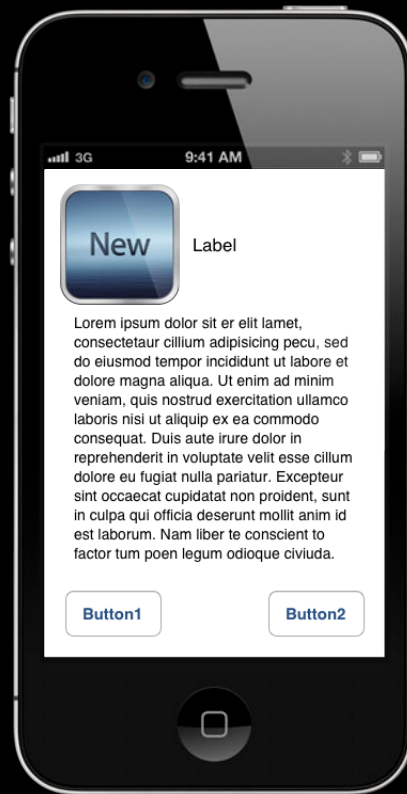 3G 9:41 AM
New
Label
Lorem ipsum dolor sit er elit lamet,
consectetaur cillium adipisicing pecu, sed
do eiusmod tempor incididunt ut labore et
dolore magna aliqua. Ut enim ad minim
veniam, quis nostrud exercitation ullamco
laboris nisi ut aliquip ex ea commodo
consequat. Duis aute irure dolor in
reprehenderit in voluptate velit esse cillum
dolore eu fugiat nulla pariatur. Excepteur
sint occaecat cupidatat non proident, sunt
in culpa qui officia deserunt mollit anim id
est laborum. Nam liber te conscient to
factor tum poen legum odioque civiuda.
Button1 Button2